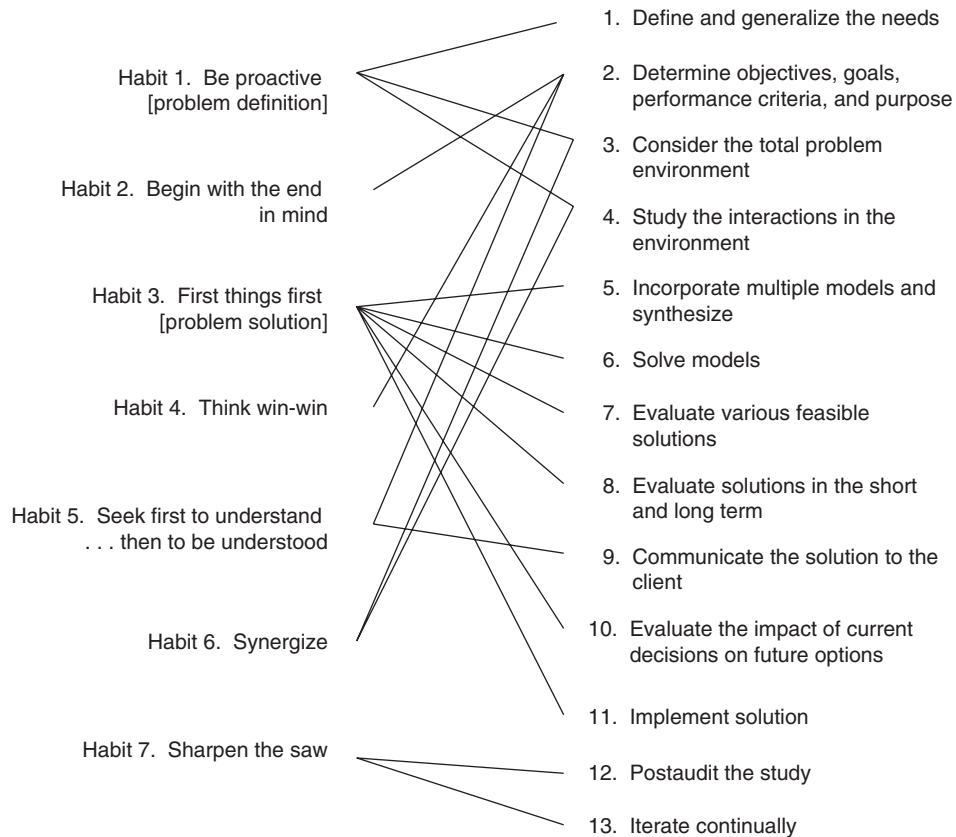 Habit 1. Be proactive
[problem definition]
Habit 2. Begin with the end
in mind
Habit 3. First things first
[problem solution]
Habit 4. Think win-win
Habit 5. Seek first to understand
. . . then to be understood
Habit 6. Synergize
Habit 7. Sharpen the saw
1. Define and generalize the needs
2. Determine objectives, goals,
performance criteria, and purpose
3. Consider the total problem
environment
4. Study the interactions in the
environment
5. Incorporate multiple models and
synthesize
6. Solve models
7. Evaluate various feasible
solutions
8. Evaluate solutions in the short
and long term
9. Communicate the solution to the
client
10. Evaluate the impact of current
decisions on future options
11. Implement solution
12. Postaudit the study
13. Iterate continually